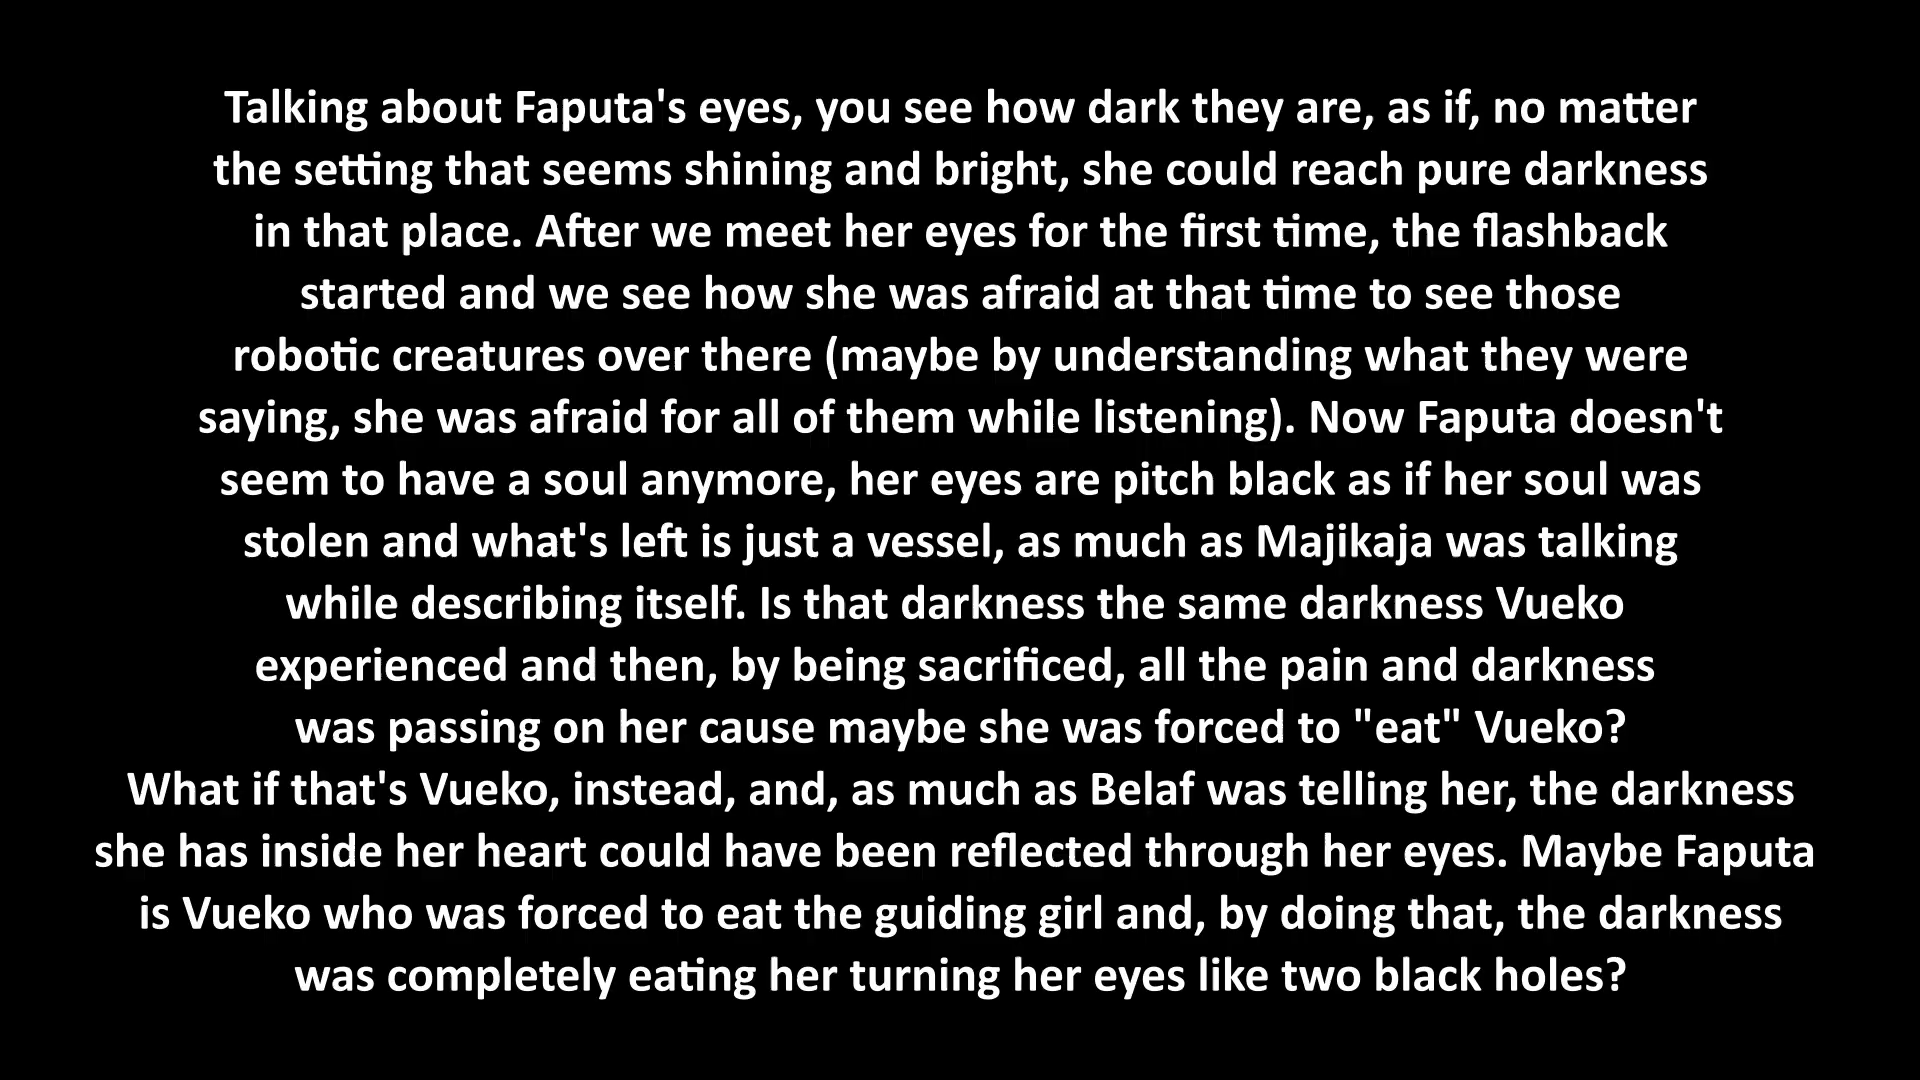 Talking about Faputa's eyes, you see how dark they are, as if, no matter
the setting that seems shining and bright, she could reach pure darkness
in that place. After we meet her eyes for the first time, the flashback
started and we see how she was afraid at that time to see those
robotic creatures over there (maybe by understanding what they were
saying, she was afraid for all of them while listening). Now Faputa doesn't
seem to have a soul anymore, her eyes are pitch black as if her soul was
stolen and what's left is just a vessel, as much as Majikaja was talking
while describing itself. Is that darkness the same darkness Vueko
experienced and then, by being sacrificed, all the pain and darkness
was passing on her cause maybe she was forced to "eat" Vueko?
What if that's Vueko, instead, and, as much as Belaf was telling her, the darkness
she has inside her heart could have been reflected through her eyes. Maybe Faputa
is Vueko who was forced to eat the guiding girl and, by doing that, the darkness
was completely eating her turning her eyes like two black holes?